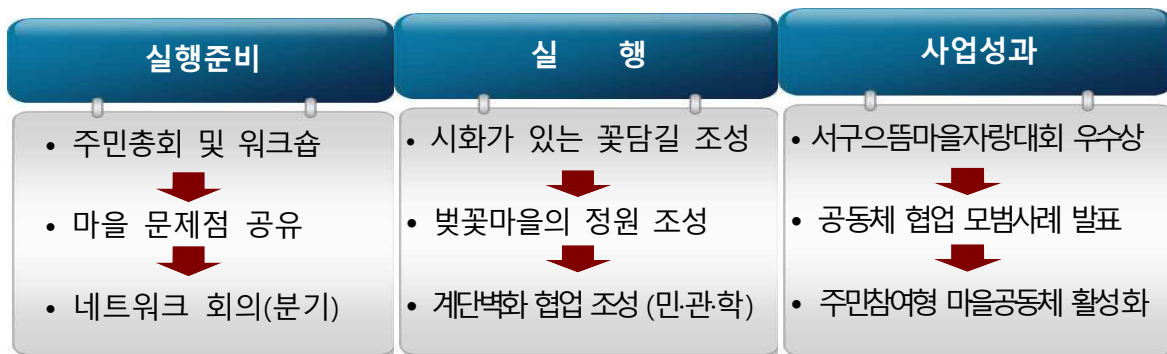 실행준비
• 주민총회 및 워크숍
• 마을 문제점 공유
• 네트워크 회의(분기)
실 행
• 시화가 있는 꽃담길 조성
• 벚꽃마을의 정원 조성
• 계단벽화 협업 조성 (민·관·학)
사업성과
• 서구으뜸마을자랑대회 우수상
• 공동체 협업 모범사례 발표
• 주민참여형 마을공동체 활성화